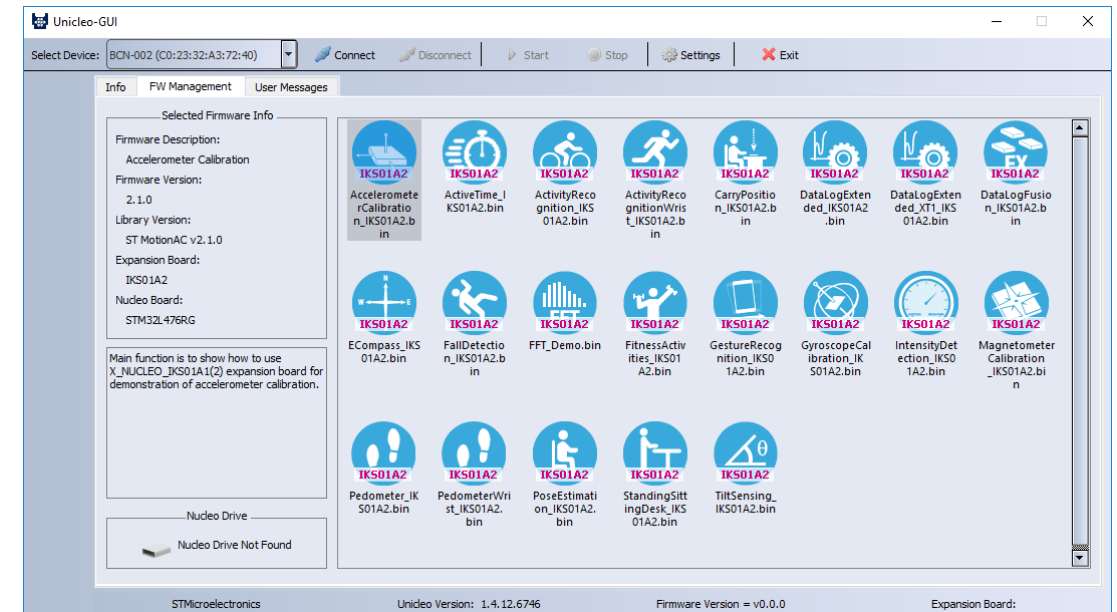 Unicleo-GUI
Select Device: BCN-002 (C0:23:32:A3:72:40) Connect Disconnect Start Stop Settings Exit
Info FW Management User Messages
Selected Firmware Info
Firmware Description:
Accelerometer Calibration
Firmware Version:
2.1.0
Library Version:
ST MotionAC v2.1.0
Expansion Board:
IKS01A2
Nucleo Board:
STM32L476RG
Main function is to show how to use
X_NUCLEO_IKS01A1(2) expansion board for
demonstration of accelerometer calibration.
Nucleo Drive
Nucleo Drive Not Found
IKS01A2
Acceleromete
rCalibratio
n_IKS01A2.b
in
IKS01A2
ActiveTime_I
KS01A2.bin
IKS01A2
ActivityReco
gnition_IKS
01A2.bin
IKS01A2
ActivityReco
gnitionWris
t_IKS01A2.b
in
IKS01A2
CarryPositio
n_IKS01A2.b
in
IKS01A2
DataLogExten
ded_IKS01A2
.bin
IKS01A2
DataLogExten
ded_XT1_IKS
01A2.bin
EX
IKS01A2
DataLogFusio
n_IKS01A2.b
in
N
W E
IKS01A2
ECompass_IKS
01A2.bin
IKS01A2
FallDetectio
n_IKS01A2.b
in
FFT
IKS01A2
FFT_Demo.bin
IKS01A2
FitnessActiv
ities_IKS01
A2.bin
IKS01A2
GestureRecog
nition_IKS0
1A2.bin
IKS01A2
GyroscopeCal
ibration_IK
S01A2.bin
IKS01A2
IntensityDet
ection_IKS0
1A2.bin
IKS01A2
Magnetometer
Calibration
_IKS01A2.bi
n
IKS01A2
Pedometer_IK
S01A2.bin
IKS01A2
PedometerWri
st_IKS01A2.
bin
IKS01A2
PoseEstimati
on_IKS01A2.
bin
IKS01A2
StandingSitt
ingDesk_IKS
01A2.bin
θ
IKS01A2
TiltSensing_
IKS01A2.bin
STMicroelectronics Unicleo Version: 1.4.12.6746 Firmware Version = v0.0.0 Expansion Board: